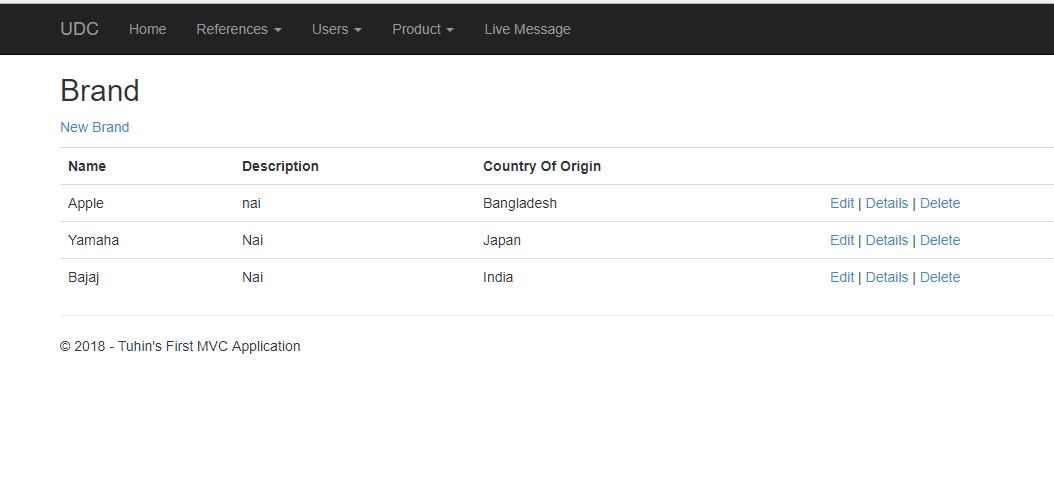 UDC Home References Users Product Live Message
Brand
New Brand
Name Description Country Of Origin
Apple nai Bangladesh Edit | Details | Delete
Yamaha Nai Japan Edit | Details | Delete
Bajaj Nai India Edit | Details | Delete
© 2018 - Tuhin's First MVC Application